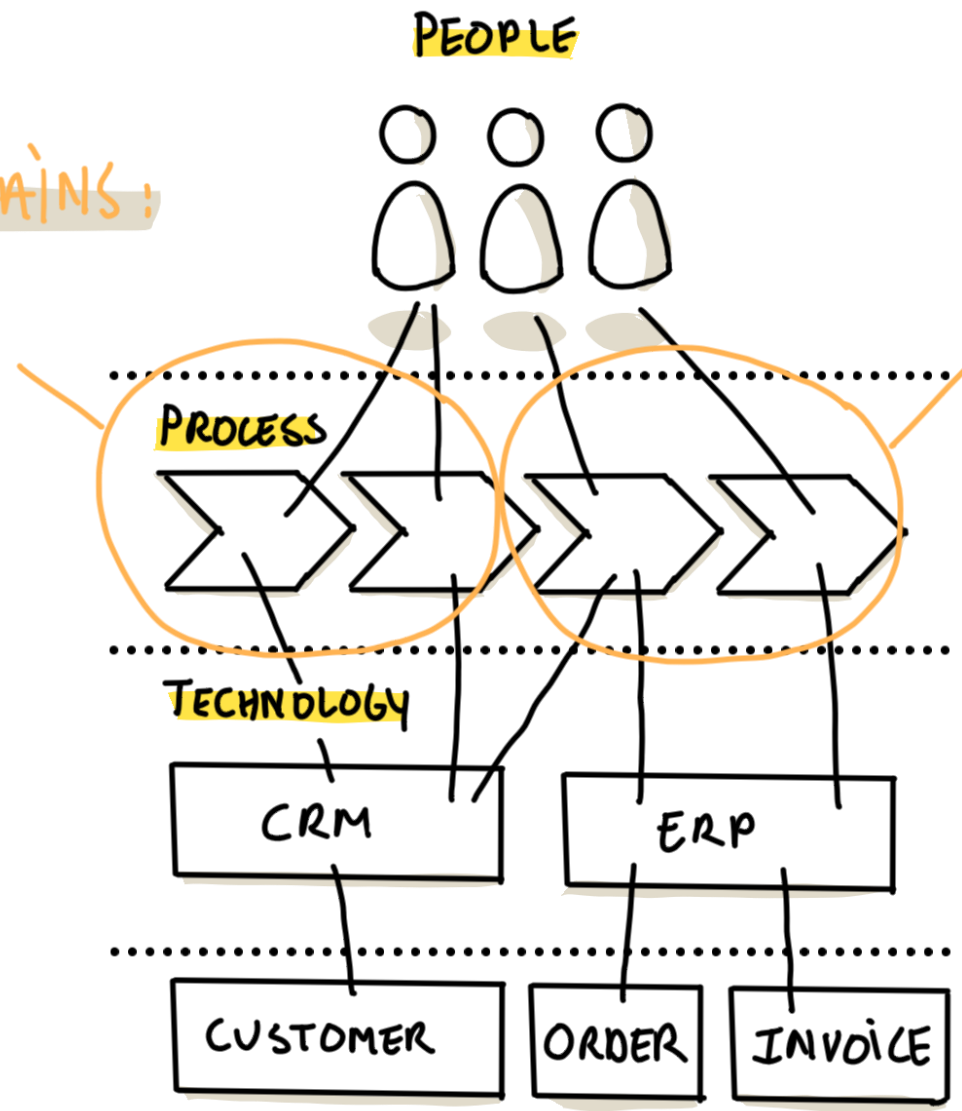 PEOPLE
AINS:
PROCESS
TECHNOLOGY
CRM
ERP
CUSTOMER
ORDER
INVOICE